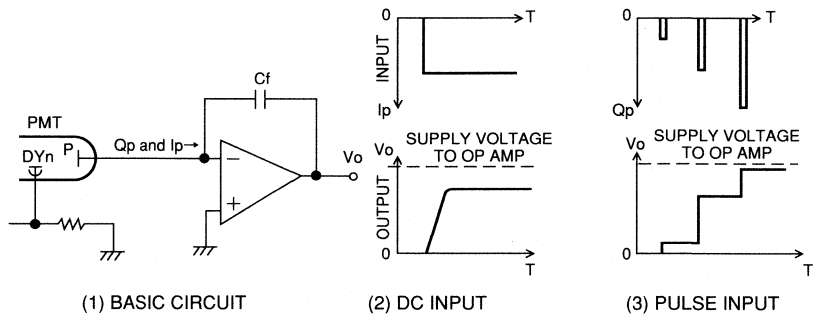 PMT
DYn
P
Qp and Ip→
Cf
−
+
Vo
(1) BASIC CIRCUIT
0
T
INPUT
Ip
SUPPLY VOLTAGE
TO OP AMP
Vo
OUTPUT
0
T
(2) DC INPUT
0
T
Qp
SUPPLY VOLTAGE
TO OP AMP
Vo
0
T
(3) PULSE INPUT